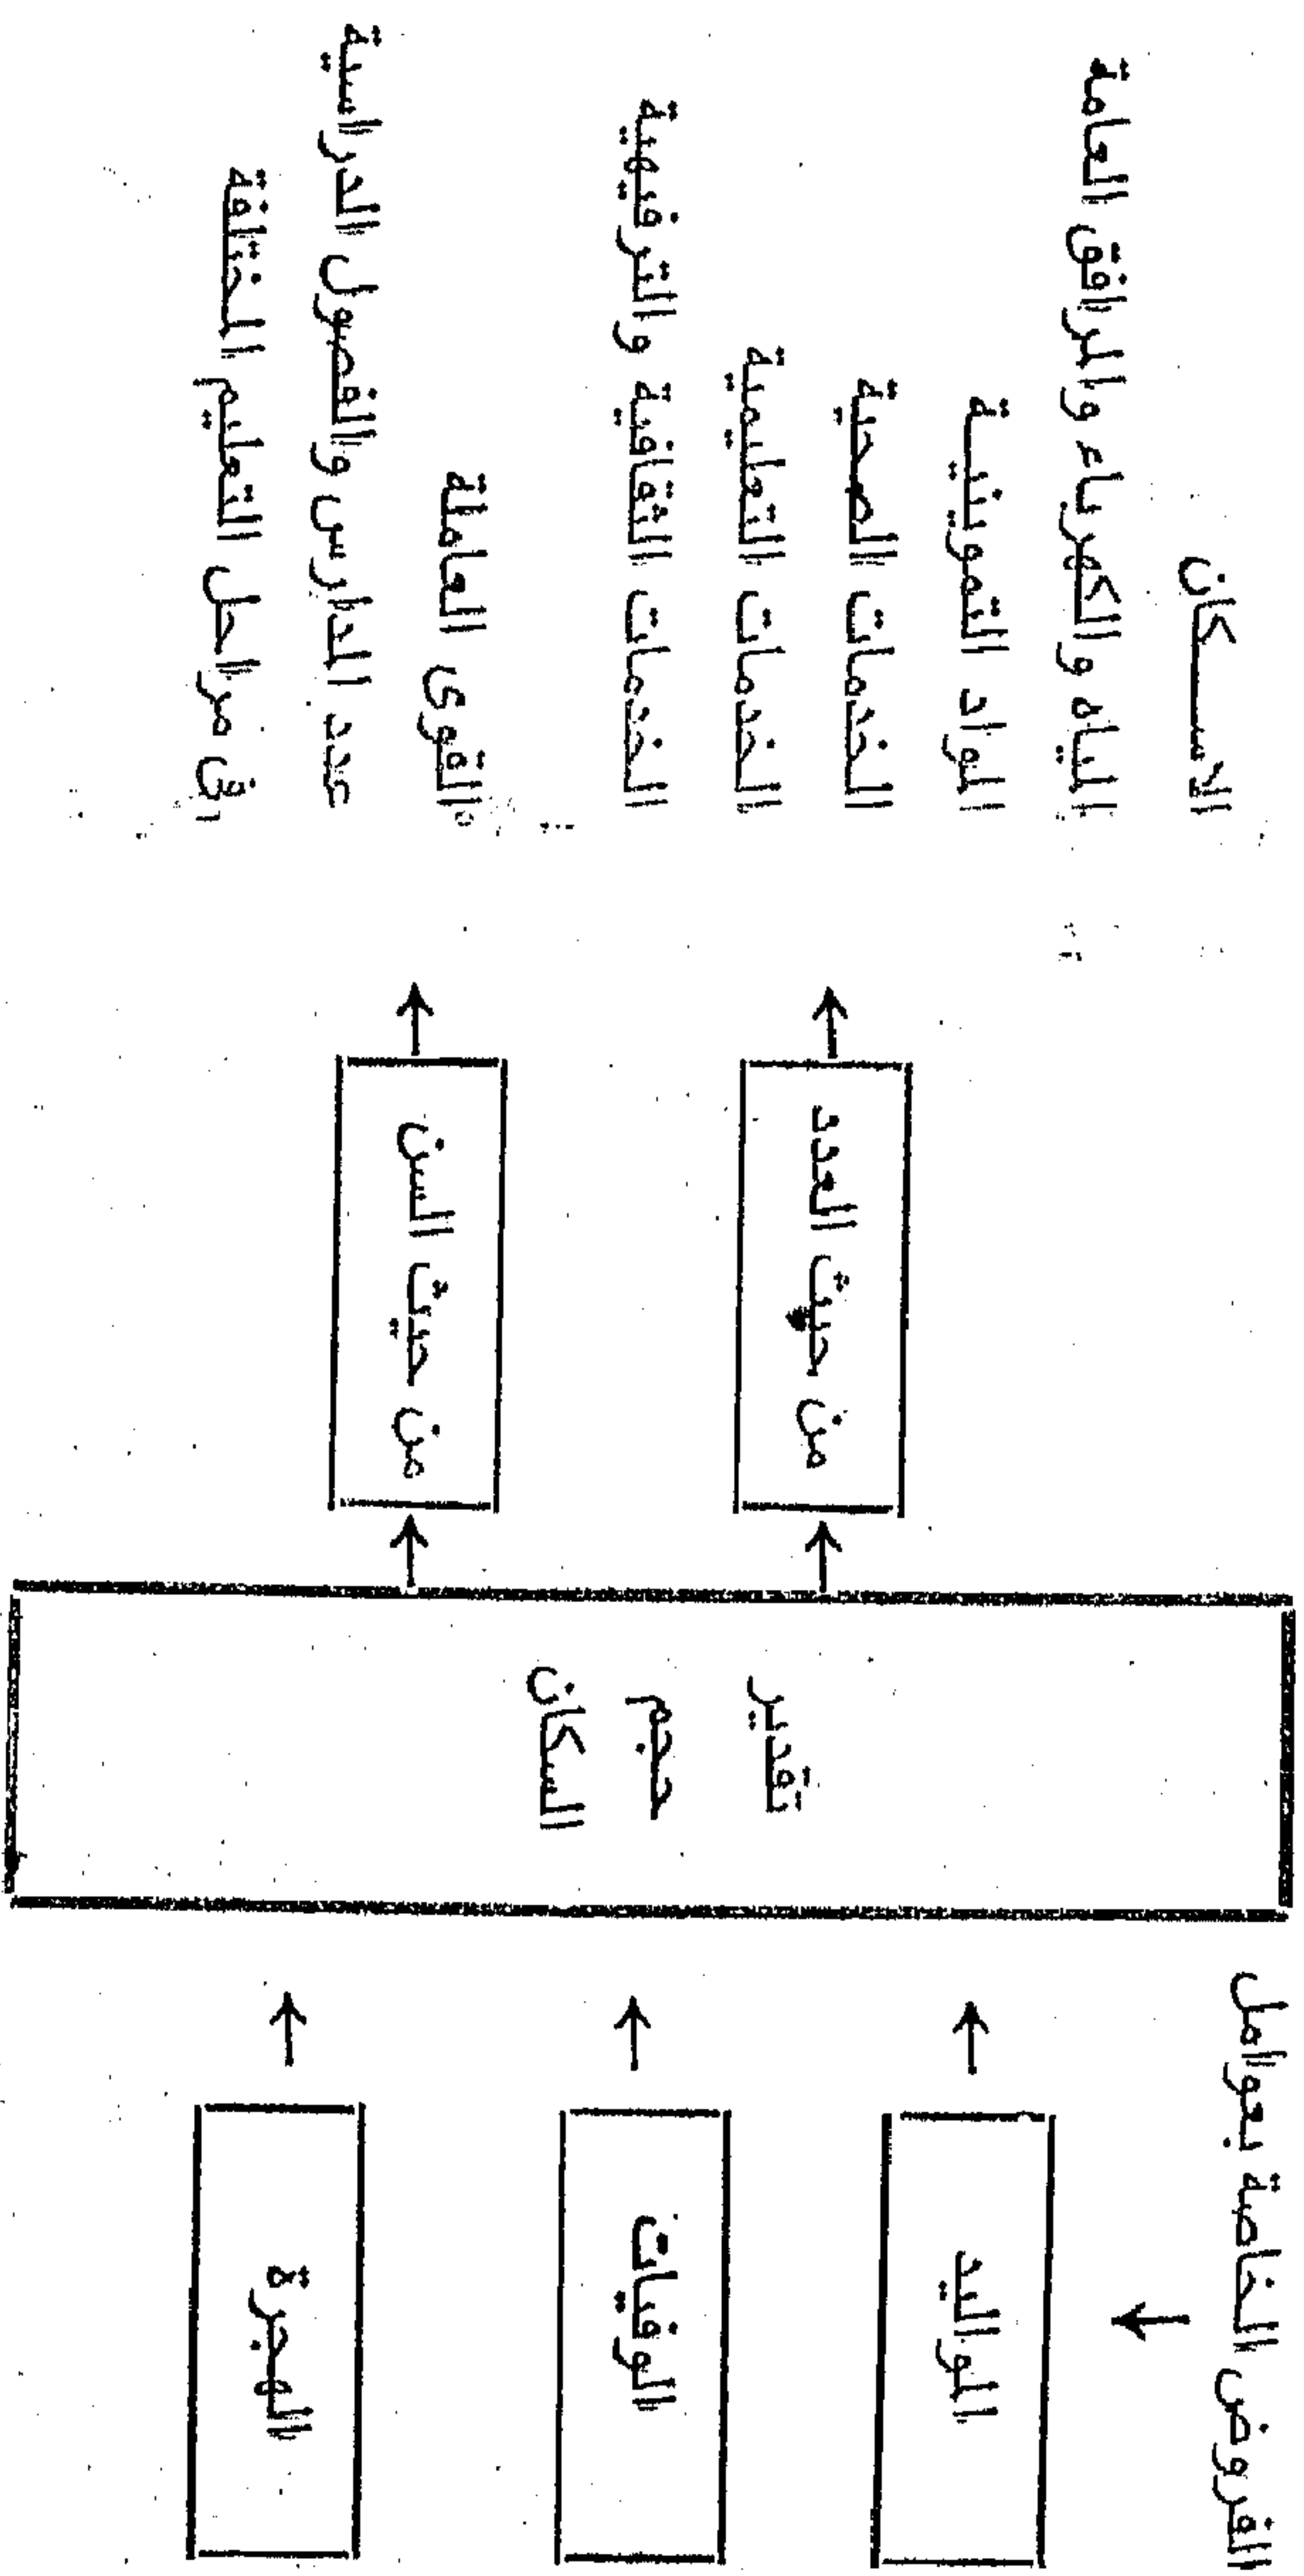 الفروض الخاصة بعوامل
المواليد
الوفيات
الهجرة
تقدير
حجم
السكان
من حيث العدد
من حيث السن
الاسكان
المياه والكهرباء والمرافق العامة
المواد التموينية
الخدمات الصحية
الخدمات التعليمية
الخدمات الثقافية والترفيهية
القوى العاملة
عدد المدارس والفصول الدراسية
في مراحل التعليم المختلفة